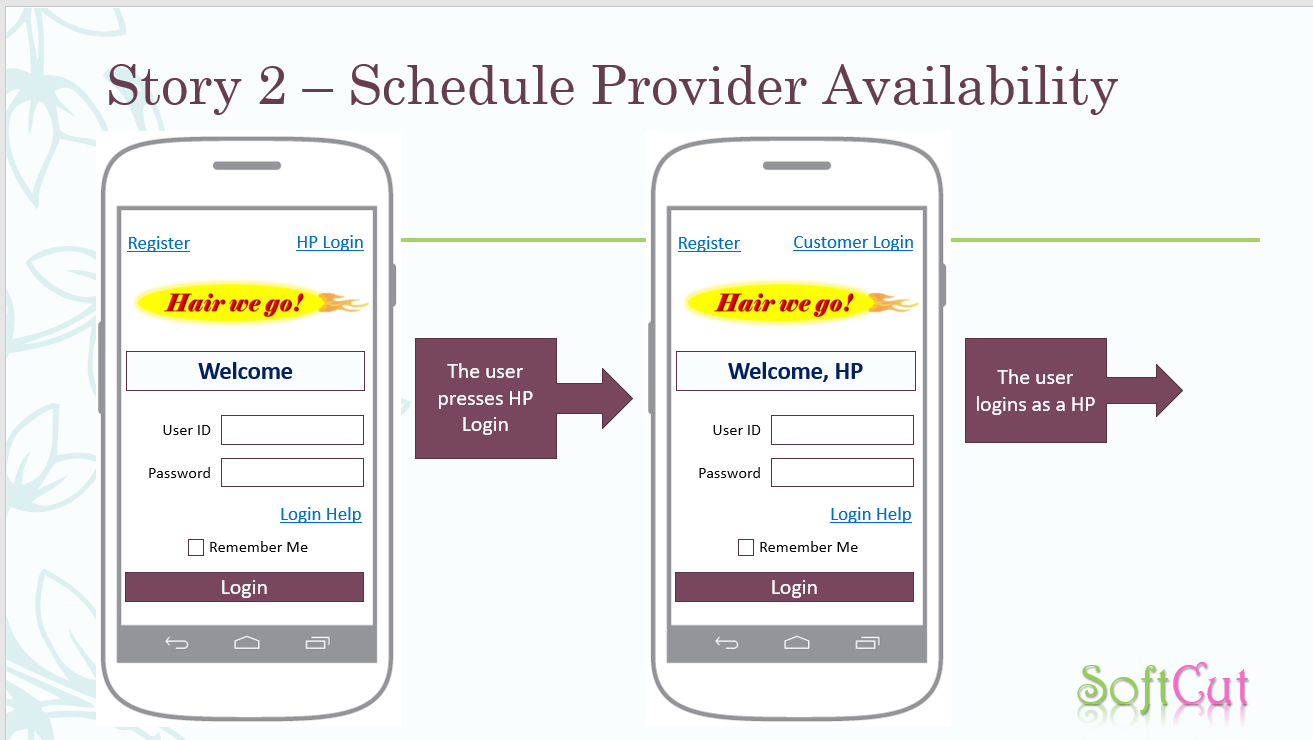 Story 2 – Schedule Provider Availability
Register
HP Login
Hair we go!
Welcome
User ID
Password
Login Help
Remember Me
Login
The user
presses HP
Login
Register
Customer Login
Hair we go!
Welcome, HP
User ID
Password
Login Help
Remember Me
Login
The user
logins as a HP
SoftCut